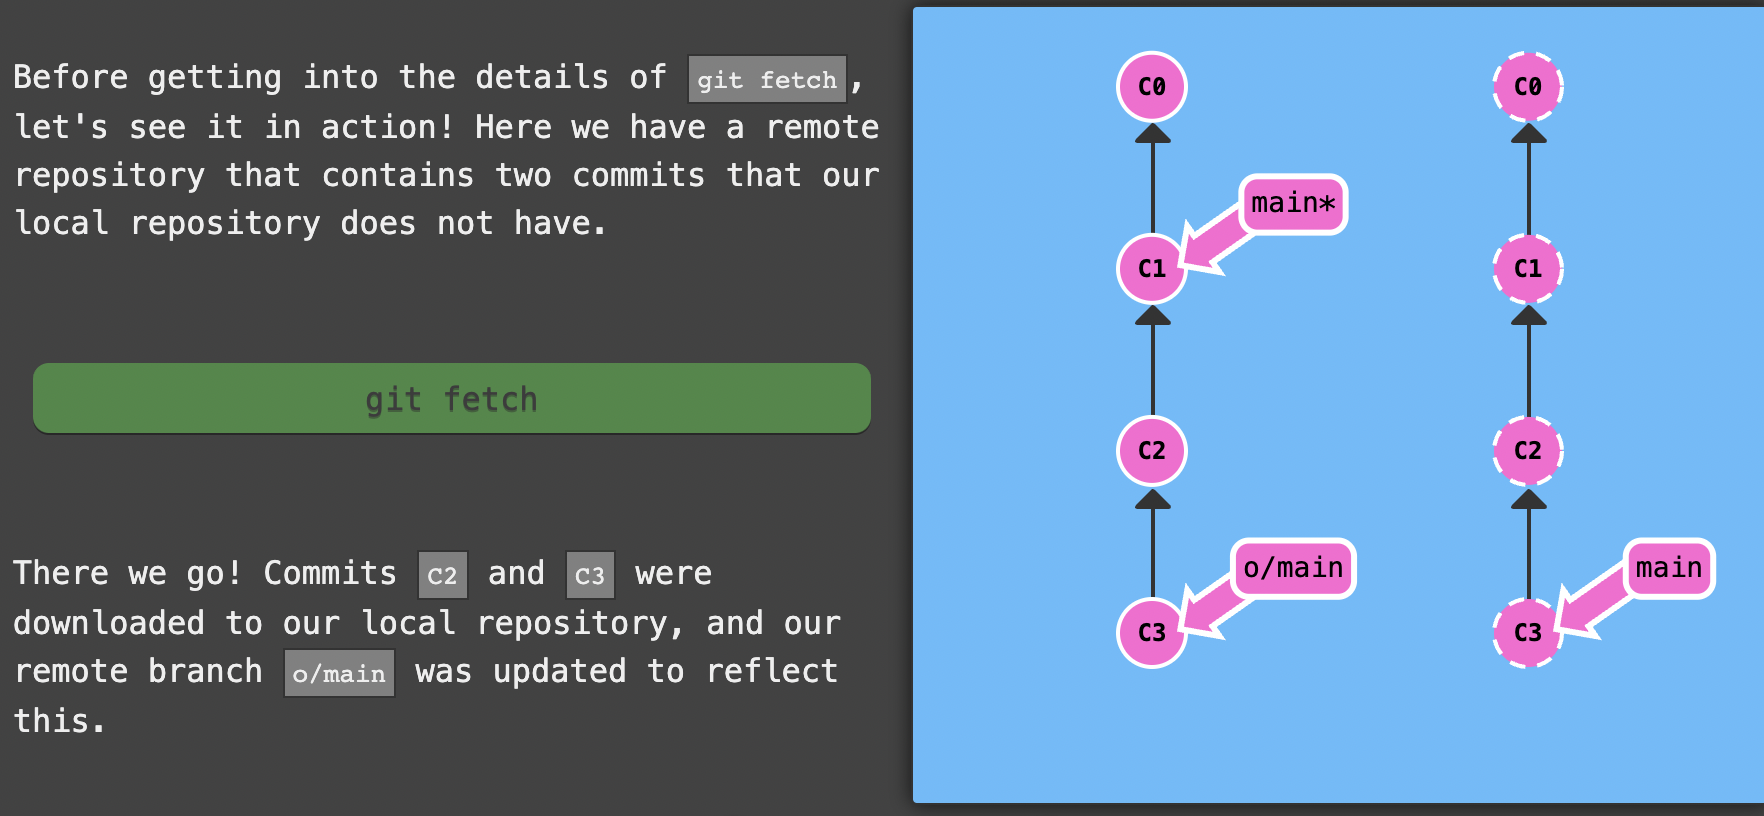 Before getting into the details of git fetch,
let's see it in action! Here we have a remote
repository that contains two commits that our
local repository does not have.
git fetch
There we go! Commits C2 and C3 were
downloaded to our local repository, and our
remote branch o/main was updated to reflect
this.
C0
C0
main*
C1
C1
C2
C2
o/main
main
C3
C3